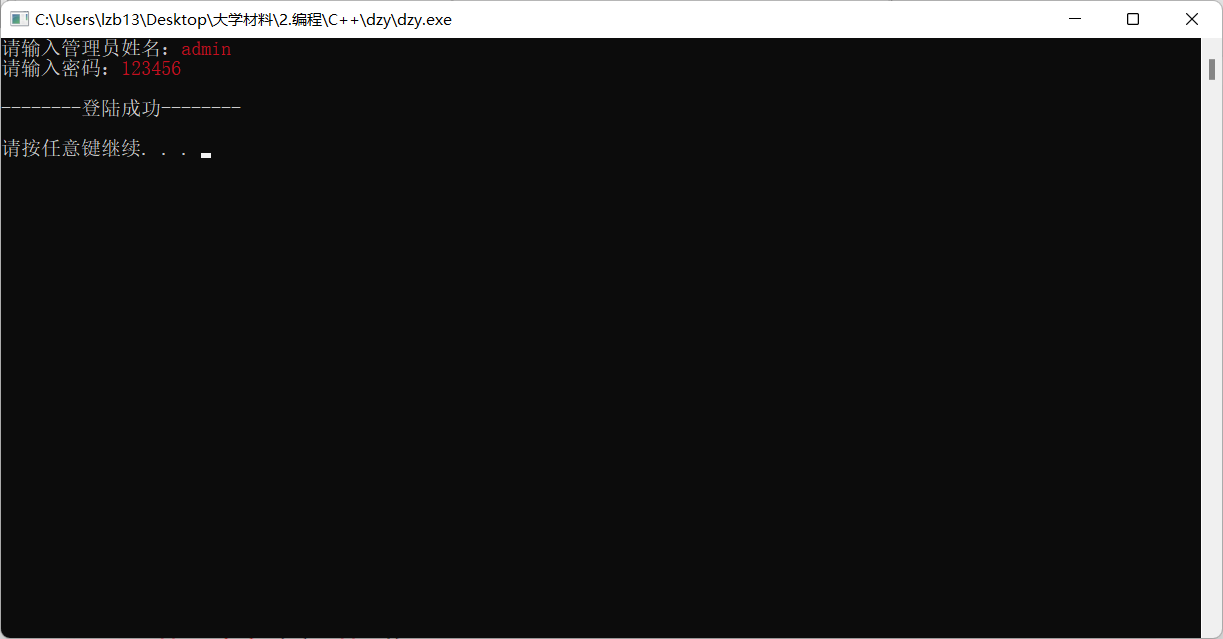 C:\Users\lzb13\Desktop\大学材料\2.编程\C++\dzy\dzy.exe
请输入管理员姓名：admin
请输入密码：123456
--------登陆成功--------
请按任意键继续. . .